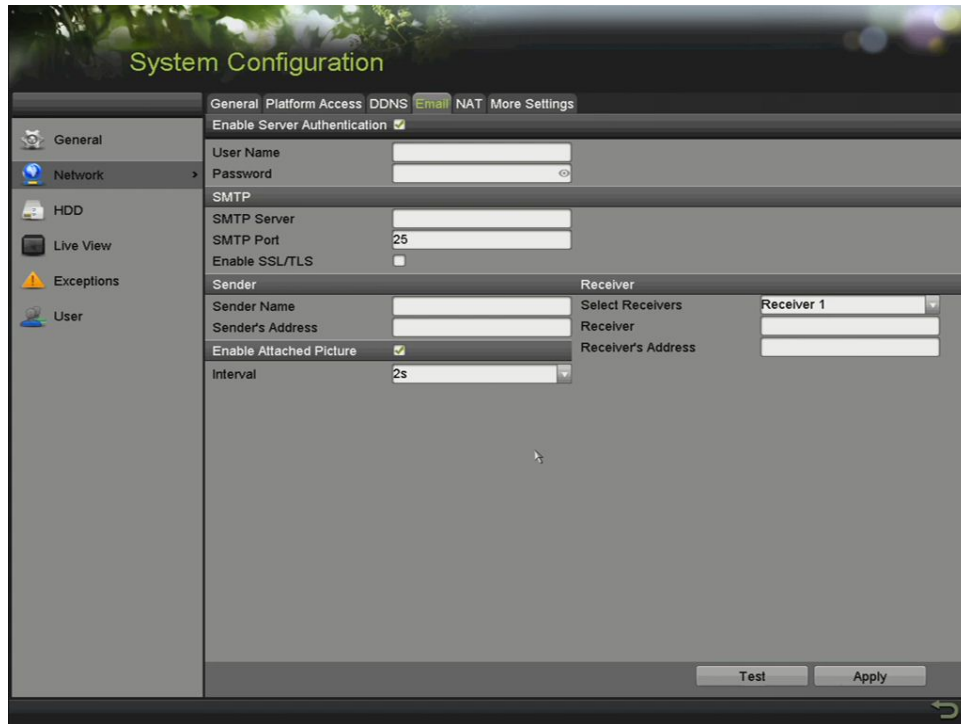 System Configuration
General Platform Access DDNS Email NAT More Settings
General
Network
HDD
Live View
Exceptions
User
Enable Server Authentication
User Name
Password
SMTP
SMTP Server
SMTP Port 25
Enable SSL/TLS
Sender
Sender Name
Sender's Address
Enable Attached Picture
Interval 2s
Receiver
Select Receivers Receiver 1
Receiver
Receiver's Address
Test Apply